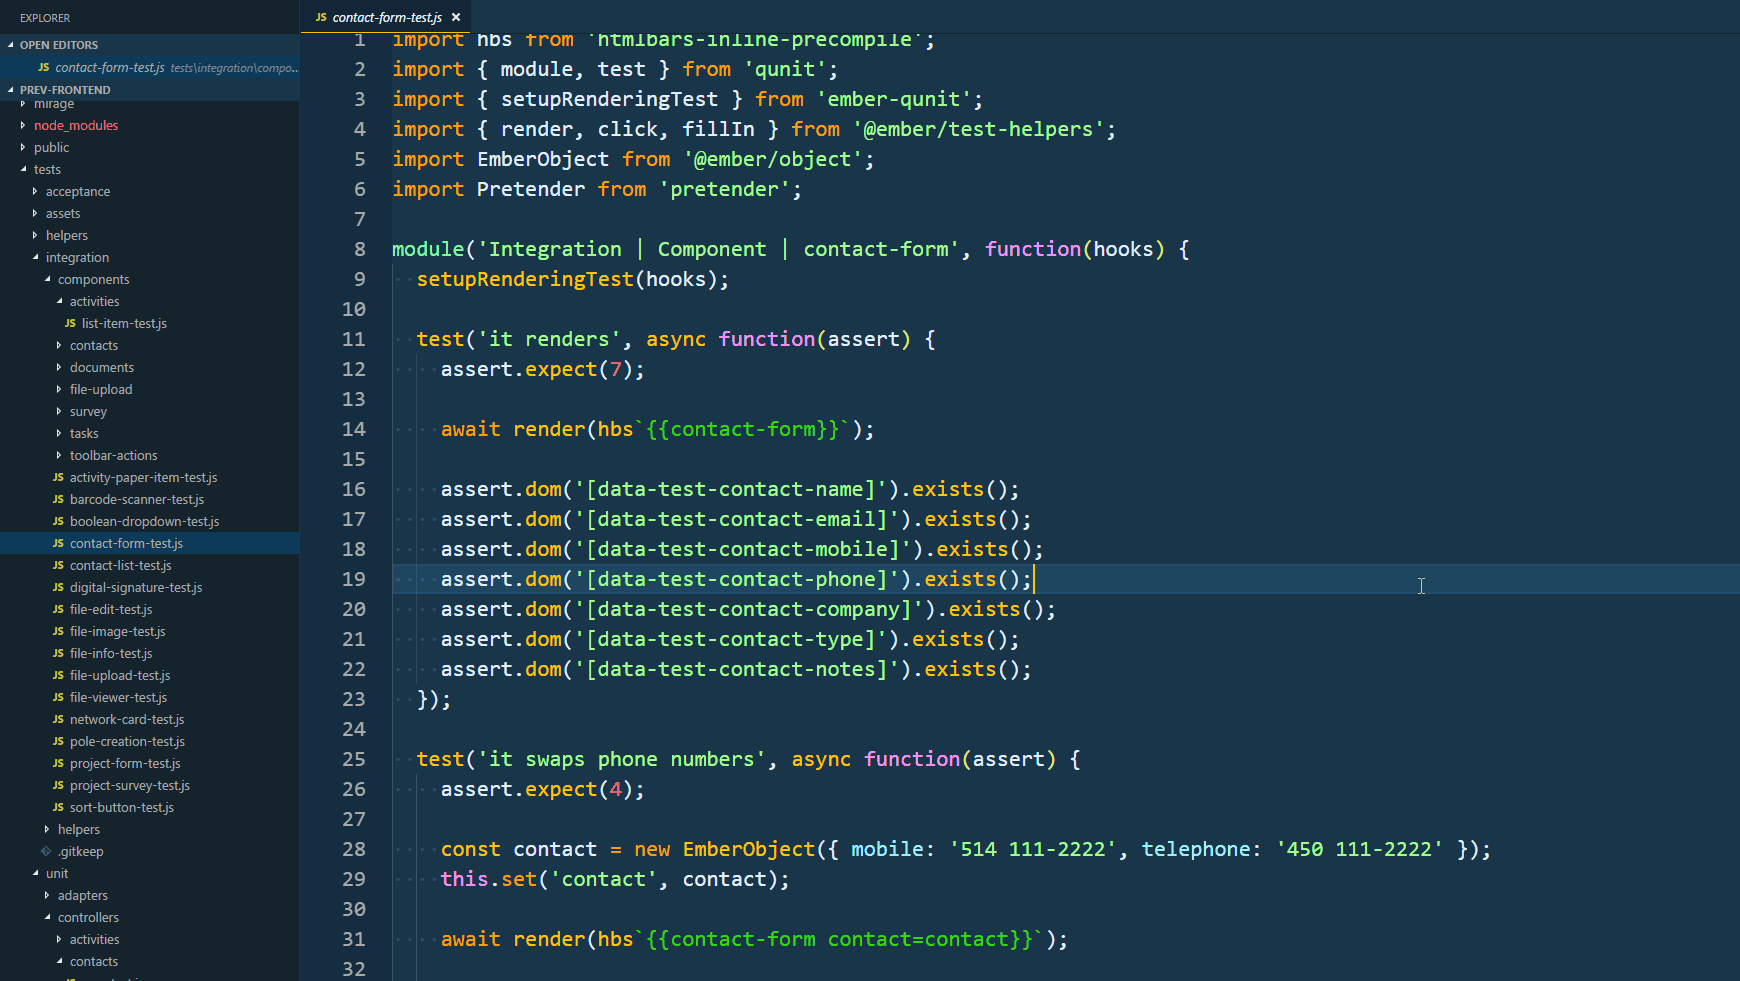 EXPLORER
OPEN EDITORS
JS contact-form-test.js tests\integration\compo...
PREV-FRONTEND
mirage
node_modules
public
tests
acceptance
assets
helpers
integration
components
activities
JS list-item-test.js
contacts
documents
file-upload
survey
tasks
toolbar-actions
JS activity-paper-item-test.js
JS barcode-scanner-test.js
JS boolean-dropdown-test.js
JS contact-form-test.js
JS contact-list-test.js
JS digital-signature-test.js
JS file-edit-test.js
JS file-image-test.js
JS file-info-test.js
JS file-upload-test.js
JS file-viewer-test.js
JS network-card-test.js
JS pole-creation-test.js
JS project-form-test.js
JS project-survey-test.js
JS sort-button-test.js
helpers
.gitkeep
unit
adapters
controllers
activities
contacts
JS contact-form-test.js ×
1 import hbs from 'htmlbars-inline-precompile';
2 import { module, test } from 'qunit';
3 import { setupRenderingTest } from 'ember-qunit';
4 import { render, click, fillIn } from '@ember/test-helpers';
5 import EmberObject from '@ember/object';
6 import Pretender from 'pretender';
7
8 module('Integration | Component | contact-form', function(hooks) {
9 setupRenderingTest(hooks);
10
11 test('it renders', async function(assert) {
12 assert.expect(7);
13
14 await render(hbs`{{contact-form}}`);
15
16 assert.dom('[data-test-contact-name]').exists();
17 assert.dom('[data-test-contact-email]').exists();
18 assert.dom('[data-test-contact-mobile]').exists();
19 assert.dom('[data-test-contact-phone]').exists();
20 assert.dom('[data-test-contact-company]').exists();
21 assert.dom('[data-test-contact-type]').exists();
22 assert.dom('[data-test-contact-notes]').exists();
23 });
24
25 test('it swaps phone numbers', async function(assert) {
26 assert.expect(4);
27
28 const contact = new EmberObject({ mobile: '514 111-2222', telephone: '450 111-2222' });
29 this.set('contact', contact);
30
31 await render(hbs`{{contact-form contact=contact}}`);
32